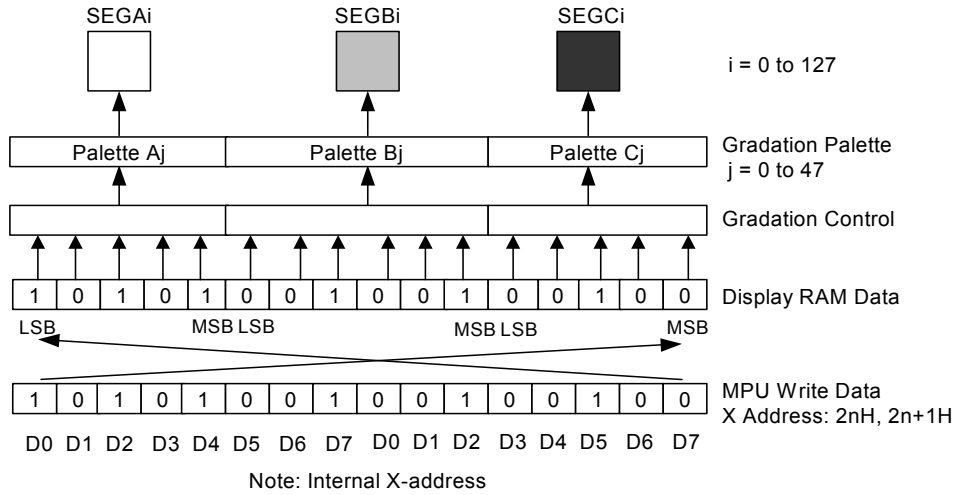 SEGAi SEGBi SEGCi
i = 0 to 127
Palette Aj Palette Bj Palette Cj Gradation Palette
j = 0 to 47
Gradation Control
1 0 1 0 1 0 0 1 0 0 1 0 0 1 0 0 Display RAM Data
LSB MSB LSB MSB LSB MSB
1 0 1 0 1 0 0 1 0 0 1 0 0 1 0 0 MPU Write Data
X Address: 2nH, 2n+1H
D0 D1 D2 D3 D4 D5 D6 D7 D0 D1 D2 D3 D4 D5 D6 D7
Note: Internal X-address